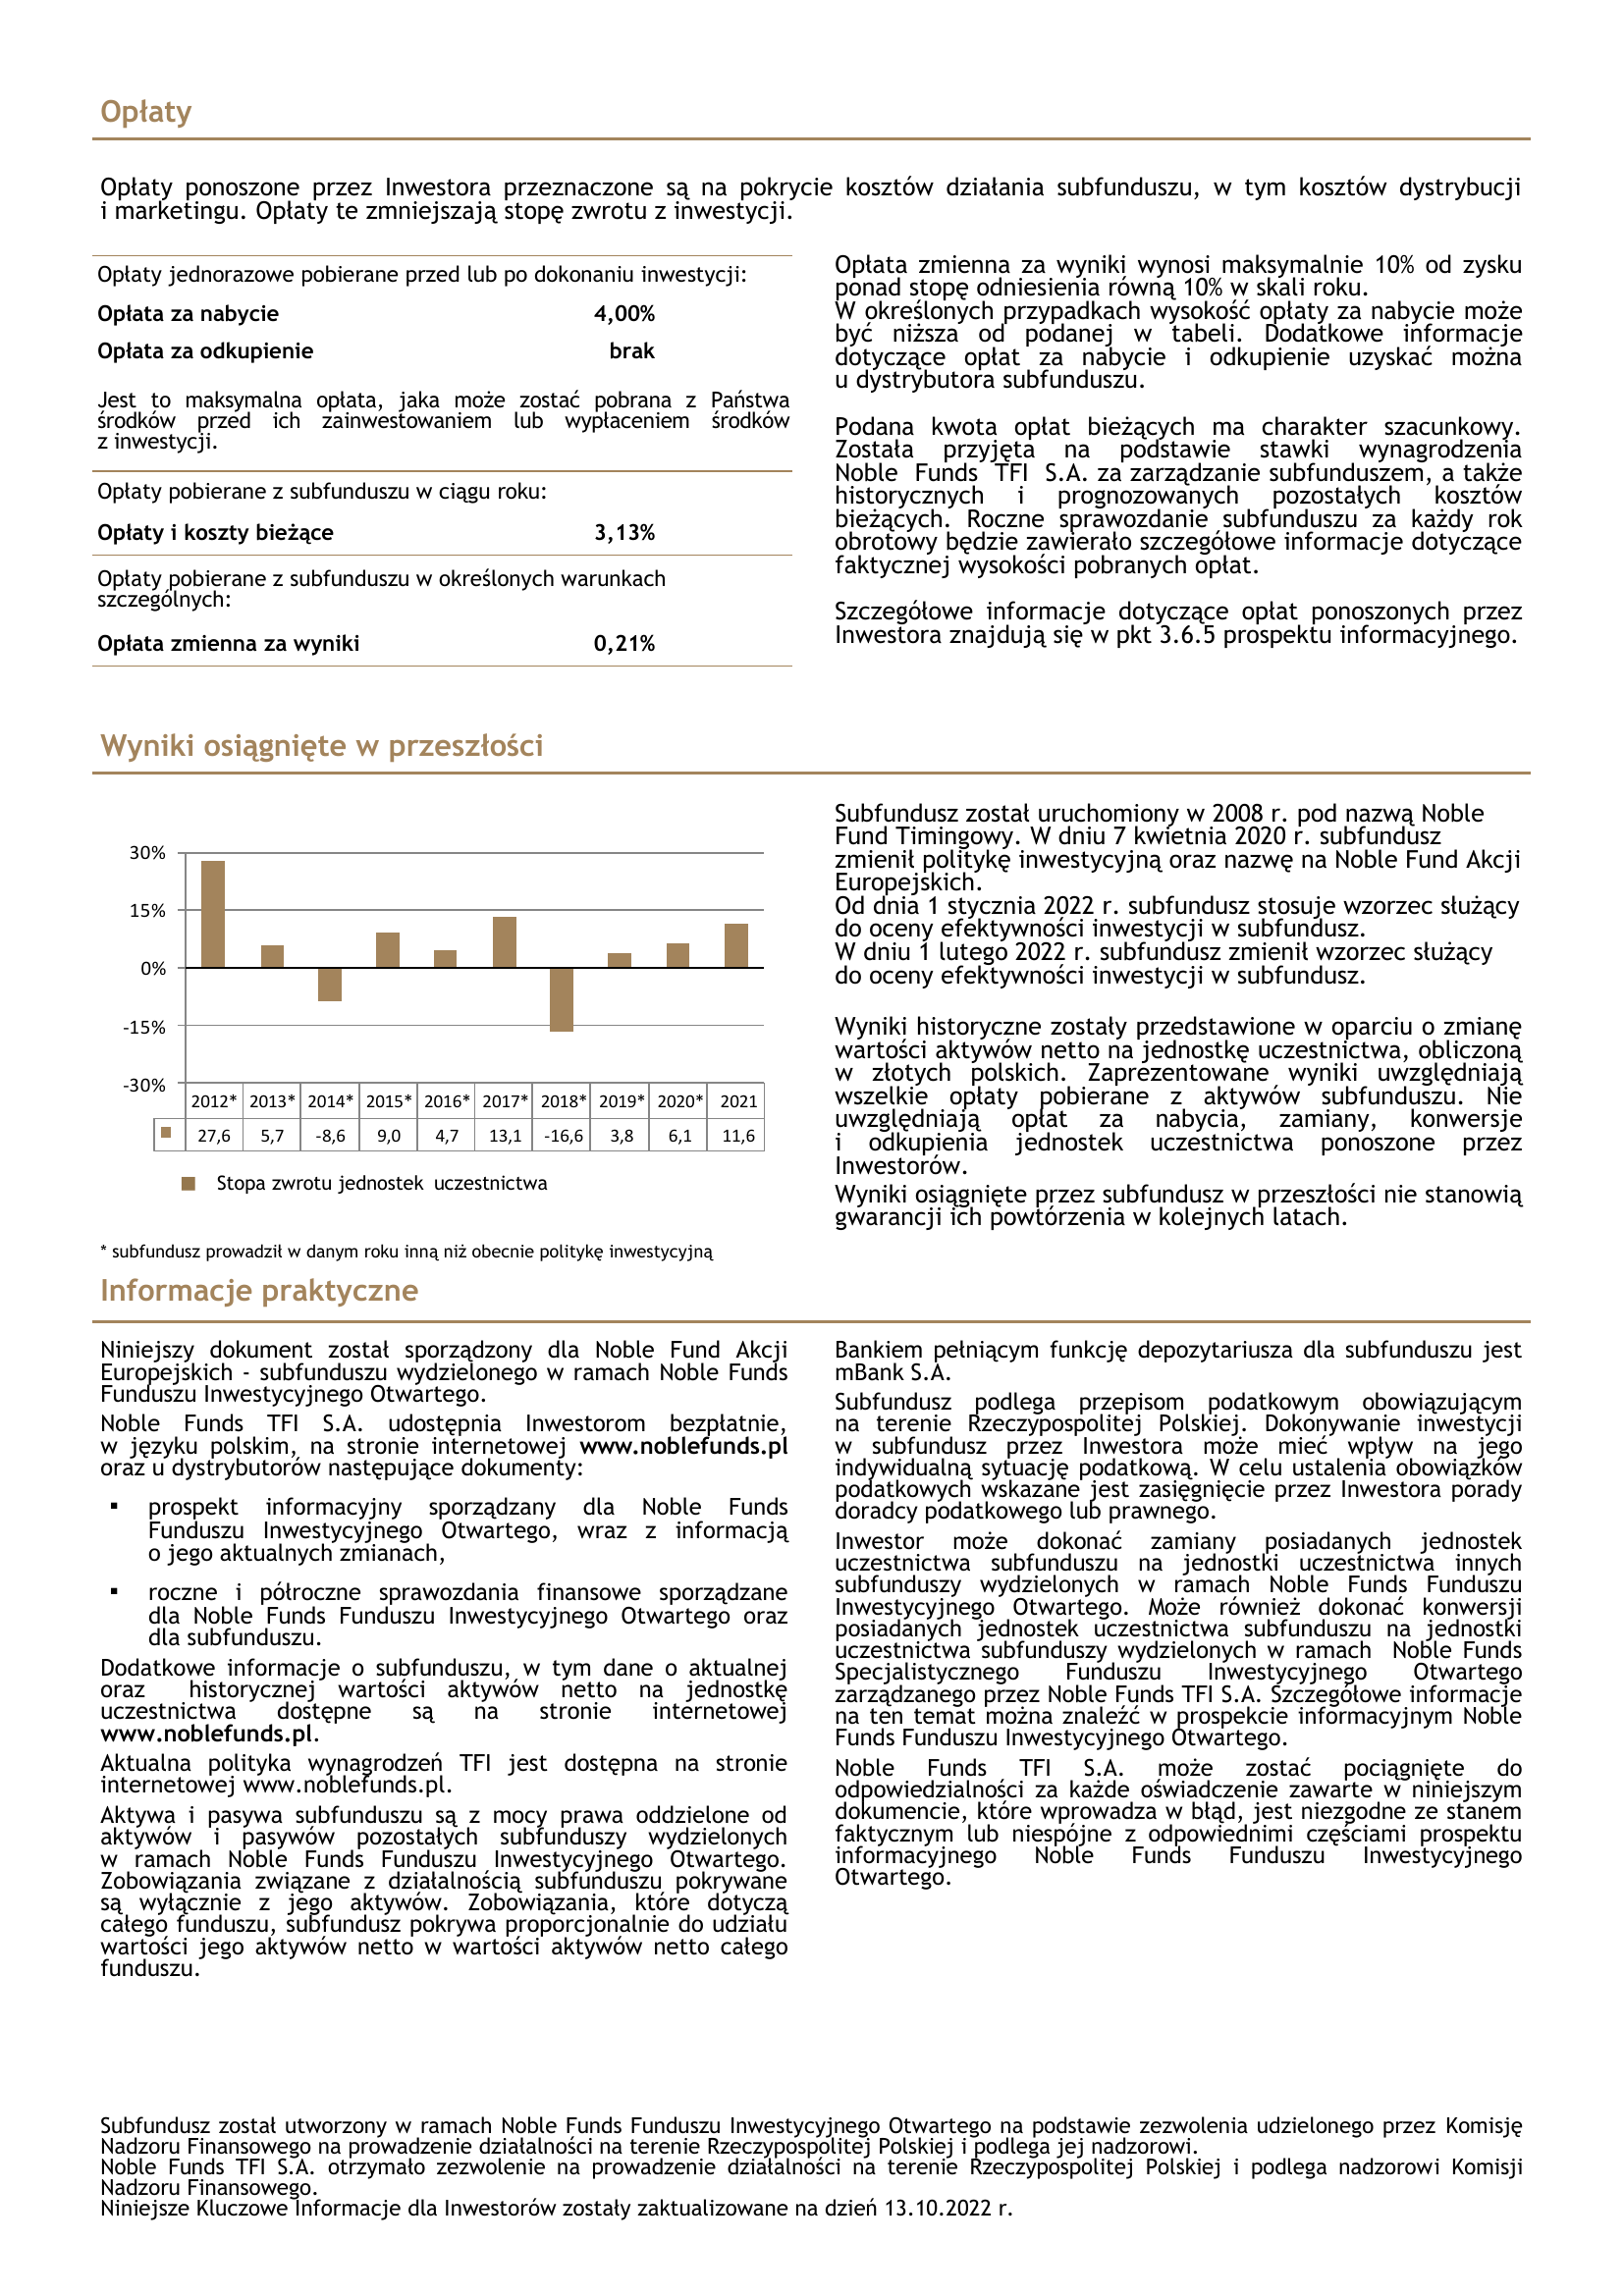 Opłaty
Opłaty ponoszone przez Inwestora przeznaczone są na pokrycie kosztów działania subfunduszu, w tym kosztów dystrybucji
i marketingu. Opłaty te zmniejszają stopę zwrotu z inwestycji.
Opłaty jednorazowe pobierane przed lub po dokonaniu inwestycji:
Opłata za nabycie 4,00%
Opłata za odkupienie brak
Jest to maksymalna opłata, jaka może zostać pobrana z Państwa
środków przed ich zainwestowaniem lub wypłaceniem środków
z inwestycji.
Opłaty pobierane z subfunduszu w ciągu roku:
Opłaty i koszty bieżące 3,13%
Opłaty pobierane z subfunduszu w określonych warunkach
szczególnych:
Opłata zmienna za wyniki 0,21%
Opłata zmienna za wyniki wynosi maksymalnie 10% od zysku
ponad stopę odniesienia równą 10% w skali roku.
W określonych przypadkach wysokość opłaty za nabycie może
być niższa od podanej w tabeli. Dodatkowe informacje
dotyczące opłat za nabycie i odkupienie uzyskać można
u dystrybutora subfunduszu.
Podana kwota opłat bieżących ma charakter szacunkowy.
Została przyjęta na podstawie stawki wynagrodzenia
Noble Funds TFI S.A. za zarządzanie subfunduszem, a także
historycznych i prognozowanych pozostałych kosztów
bieżących. Roczne sprawozdanie subfunduszu za każdy rok
obrotowy będzie zawierało szczegółowe informacje dotyczące
faktycznej wysokości pobranych opłat.
Szczegółowe informacje dotyczące opłat ponoszonych przez
Inwestora znajdują się w pkt 3.6.5 prospektu informacyjnego.
Wyniki osiągnięte w przeszłości
30%
15%
0%
-15%
-30%
2012* 2013* 2014* 2015* 2016* 2017* 2018* 2019* 2020* 2021
27,6 5,7 -8,6 9,0 4,7 13,1 -16,6 3,8 6,1 11,6
Stopa zwrotu jednostek uczestnictwa
* subfundusz prowadził w danym roku inną niż obecnie politykę inwestycyjną
Subfundusz został uruchomiony w 2008 r. pod nazwą Noble
Fund Timingowy. W dniu 7 kwietnia 2020 r. subfundusz
zmienił politykę inwestycyjną oraz nazwę na Noble Fund Akcji
Europejskich.
Od dnia 1 stycznia 2022 r. subfundusz stosuje wzorzec służący
do oceny efektywności inwestycji w subfundusz.
W dniu 1 lutego 2022 r. subfundusz zmienił wzorzec służący
do oceny efektywności inwestycji w subfundusz.
Wyniki historyczne zostały przedstawione w oparciu o zmianę
wartości aktywów netto na jednostkę uczestnictwa, obliczoną
w złotych polskich. Zaprezentowane wyniki uwzględniają
wszelkie opłaty pobierane z aktywów subfunduszu. Nie
uwzględniają opłat za nabycia, zamiany, konwersje
i odkupienia jednostek uczestnictwa ponoszone przez
Inwestorów.
Wyniki osiągnięte przez subfundusz w przeszłości nie stanowią
gwarancji ich powtórzenia w kolejnych latach.
Informacje praktyczne
Niniejszy dokument został sporządzony dla Noble Fund Akcji
Europejskich - subfunduszu wydzielonego w ramach Noble Funds
Funduszu Inwestycyjnego Otwartego.
Noble Funds TFI S.A. udostępnia Inwestorom bezpłatnie,
w języku polskim, na stronie internetowej www.noblefunds.pl
oraz u dystrybutorów następujące dokumenty:
▪ prospekt informacyjny sporządzany dla Noble Funds
Funduszu Inwestycyjnego Otwartego, wraz z informacją
o jego aktualnych zmianach,
▪ roczne i półroczne sprawozdania finansowe sporządzane
dla Noble Funds Funduszu Inwestycyjnego Otwartego oraz
dla subfunduszu.
Dodatkowe informacje o subfunduszu, w tym dane o aktualnej
oraz historycznej wartości aktywów netto na jednostkę
uczestnictwa dostępne są na stronie internetowej
www.noblefunds.pl.
Aktualna polityka wynagrodzeń TFI jest dostępna na stronie
internetowej www.noblefunds.pl.
Aktywa i pasywa subfunduszu są z mocy prawa oddzielone od
aktywów i pasywów pozostałych subfunduszy wydzielonych
w ramach Noble Funds Funduszu Inwestycyjnego Otwartego.
Zobowiązania związane z działalnością subfunduszu pokrywane
są wyłącznie z jego aktywów. Zobowiązania, które dotyczą
całego funduszu, subfundusz pokrywa proporcjonalnie do udziału
wartości jego aktywów netto w wartości aktywów netto całego
funduszu.
Bankiem pełniącym funkcję depozytariusza dla subfunduszu jest
mBank S.A.
Subfundusz podlega przepisom podatkowym obowiązującym
na terenie Rzeczypospolitej Polskiej. Dokonywanie inwestycji
w subfundusz przez Inwestora może mieć wpływ na jego
indywidualną sytuację podatkową. W celu ustalenia obowiązków
podatkowych wskazane jest zasięgnięcie przez Inwestora porady
doradcy podatkowego lub prawnego.
Inwestor może dokonać zamiany posiadanych jednostek
uczestnictwa subfunduszu na jednostki uczestnictwa innych
subfunduszy wydzielonych w ramach Noble Funds Funduszu
Inwestycyjnego Otwartego. Może również dokonać konwersji
posiadanych jednostek uczestnictwa subfunduszu na jednostki
uczestnictwa subfunduszy wydzielonych w ramach Noble Funds
Specjalistycznego Funduszu Inwestycyjnego Otwartego
zarządzanego przez Noble Funds TFI S.A. Szczegółowe informacje
na ten temat można znaleźć w prospekcie informacyjnym Noble
Funds Funduszu Inwestycyjnego Otwartego.
Noble Funds TFI S.A. może zostać pociągnięte do
odpowiedzialności za każde oświadczenie zawarte w niniejszym
dokumencie, które wprowadza w błąd, jest niezgodne ze stanem
faktycznym lub niespójne z odpowiednimi częściami prospektu
informacyjnego Noble Funds Funduszu Inwestycyjnego
Otwartego.
Subfundusz został utworzony w ramach Noble Funds Funduszu Inwestycyjnego Otwartego na podstawie zezwolenia udzielonego przez Komisję
Nadzoru Finansowego na prowadzenie działalności na terenie Rzeczypospolitej Polskiej i podlega jej nadzorowi.
Noble Funds TFI S.A. otrzymało zezwolenie na prowadzenie działalności na terenie Rzeczypospolitej Polskiej i podlega nadzorowi Komisji
Nadzoru Finansowego.
Niniejsze Kluczowe Informacje dla Inwestorów zostały zaktualizowane na dzień 13.10.2022 r.